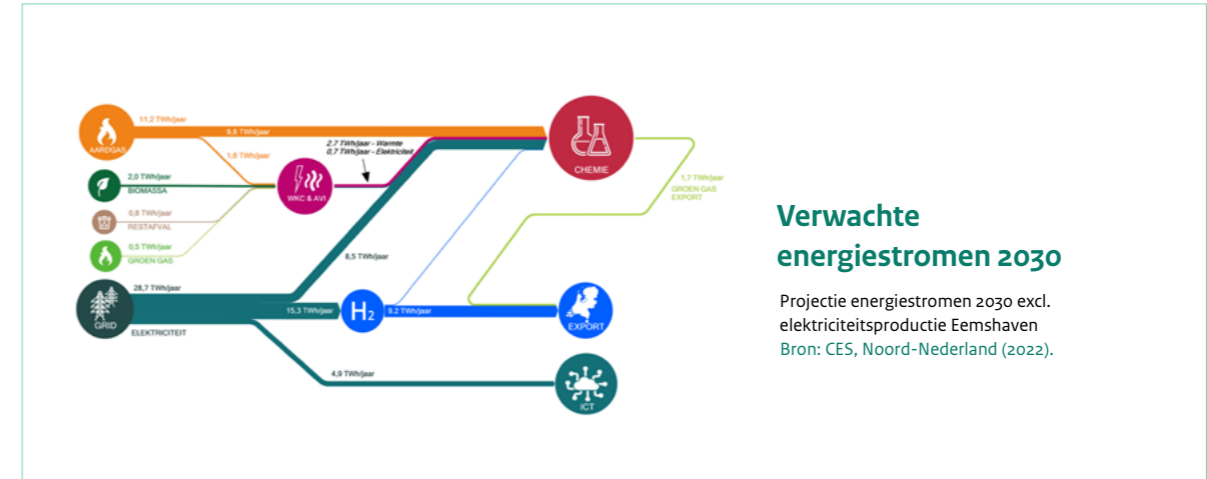 11,2 TWh/jaar
AARDGAS
9,6 TWh/jaar
1,8 TWh/jaar
2,7 TWh/jaar - Warmte
0,7 TWh/jaar - Elektriciteit
CHEMIE
2,0 TWh/jaar
BIOMASSA
WKC & AVI
1,7 TWh/jaar
GROEN GAS
EXPORT
0,8 TWh/jaar
RESTAFVAL
0,5 TWh/jaar
GROEN GAS
8,5 TWh/jaar
28,7 TWh/jaar
GRID
ELEKTRICITEIT
15,3 TWh/jaar
H2
9.2 TWh/jaar
EXPORT
4,9 TWh/jaar
ICT
Verwachte
energiestromen 2030
Projectie energiestromen 2030 excl.
elektriciteitsproductie Eemshaven
Bron: CES, Noord-Nederland (2022).